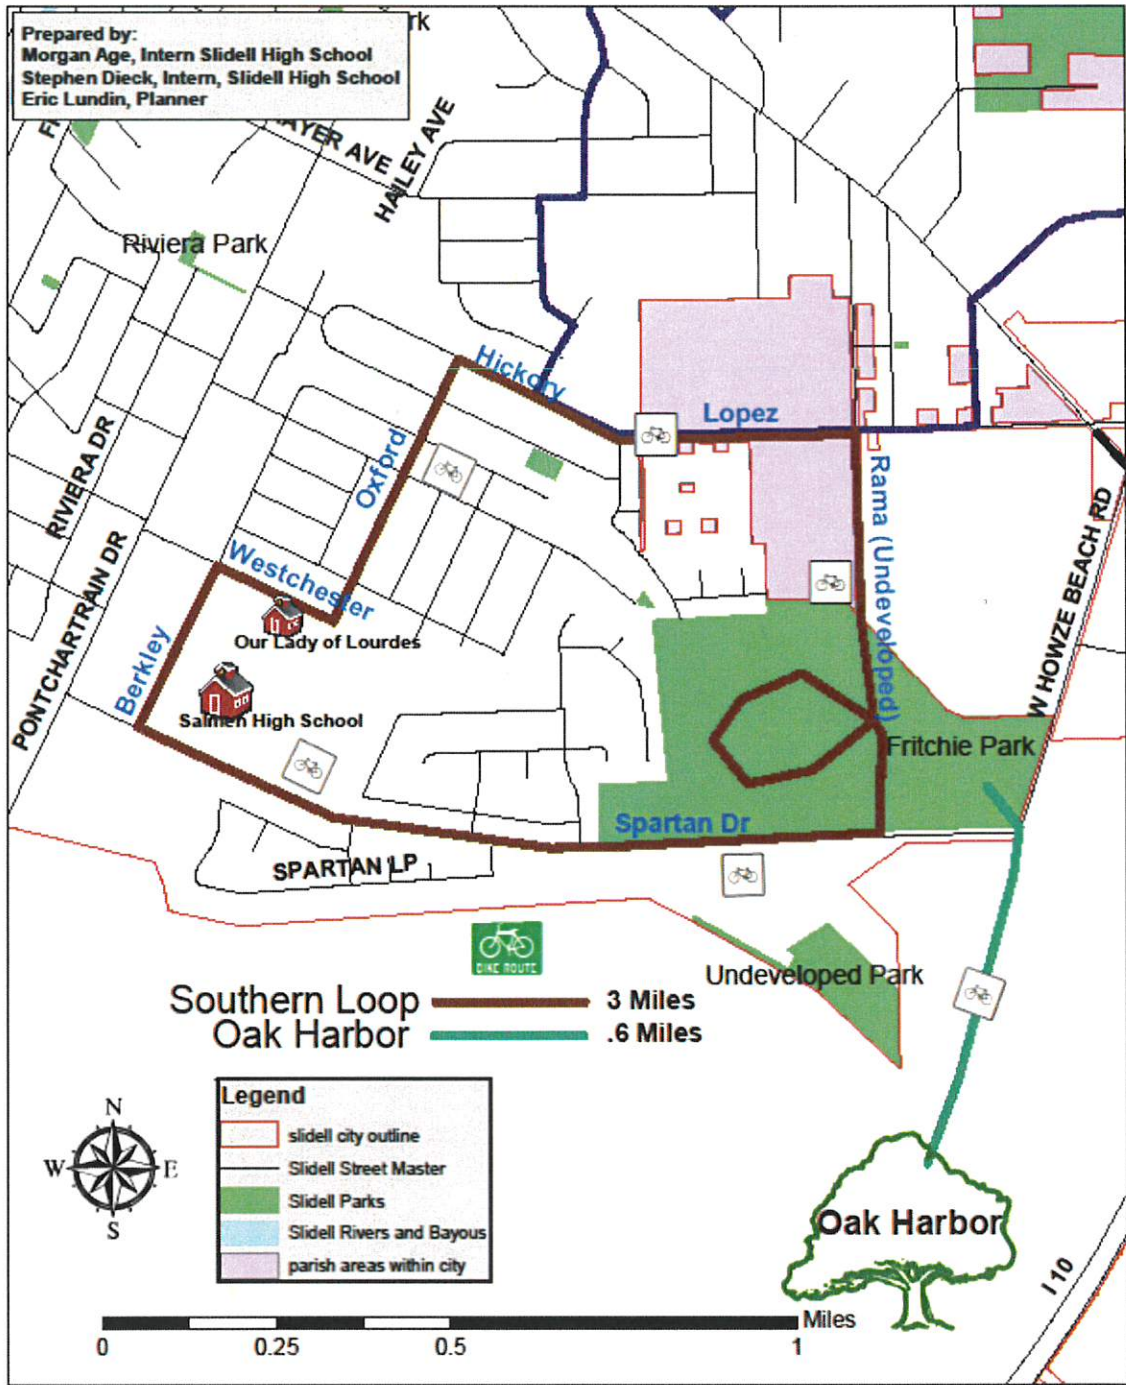 Prepared by:
Morgan Age, Intern Slidell High School
Stephen Dieck, Intern, Slidell High School
Eric Lundin, Planner
HAILEY AVE
Riviera Park
Hickory
Lopez
Oxford
RIVIERA DR
Rama (Undeveloped)
W HOWZE BEACH RD
Westchester
PONTCHARTRAIN DR
Our Lady of Lourdes
Berkley
Salmen High School
Fritchie Park
Spartan Dr
SPARTAN LP
BIKE ROUTE
Undeveloped Park
Southern Loop 3 Miles
Oak Harbor .6 Miles
Legend
slidell city outline
Slidell Street Master
Slidell Parks
Slidell Rivers and Bayous
parish areas within city
N
W E
S
Oak Harbor
I 10
Miles
0 0.25 0.5 1